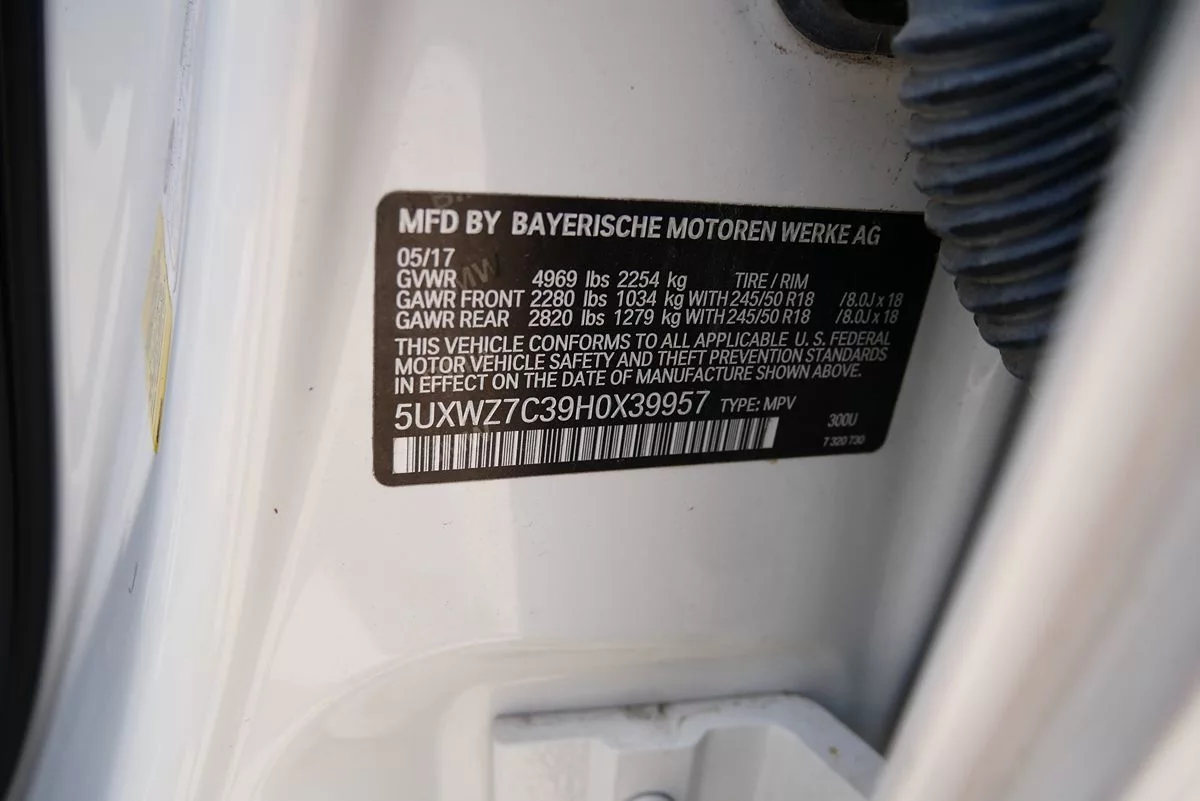 MFD BY BAYERISCHE MOTOREN WERKE AG
05/17
GVWR 4969 lbs 2254 kg TIRE / RIM
GAWR FRONT 2280 lbs 1034 kg WITH 245/50 R18 /8.0J x 18
GAWR REAR 2820 lbs 1279 kg WITH 245/50 R18 /8.0J x 18
THIS VEHICLE CONFORMS TO ALL APPLICABLE U. S. FEDERAL
MOTOR VEHICLE SAFETY AND THEFT PREVENTION STANDARDS
IN EFFECT ON THE DATE OF MANUFACTURE SHOWN ABOVE.
5UXWZ7C39H0X39957 TYPE: MPV 300U
7 320 730